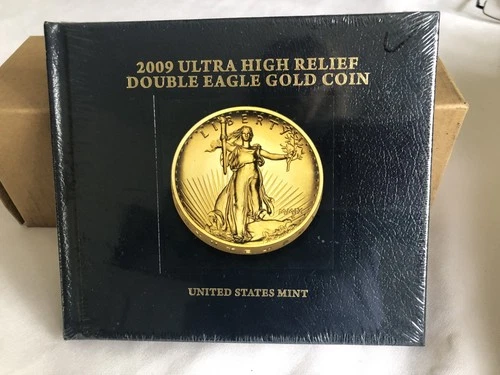 2009 ULTRA HIGH RELIEF
DOUBLE EAGLE GOLD COIN
LIBERTY
UNITED STATES MINT